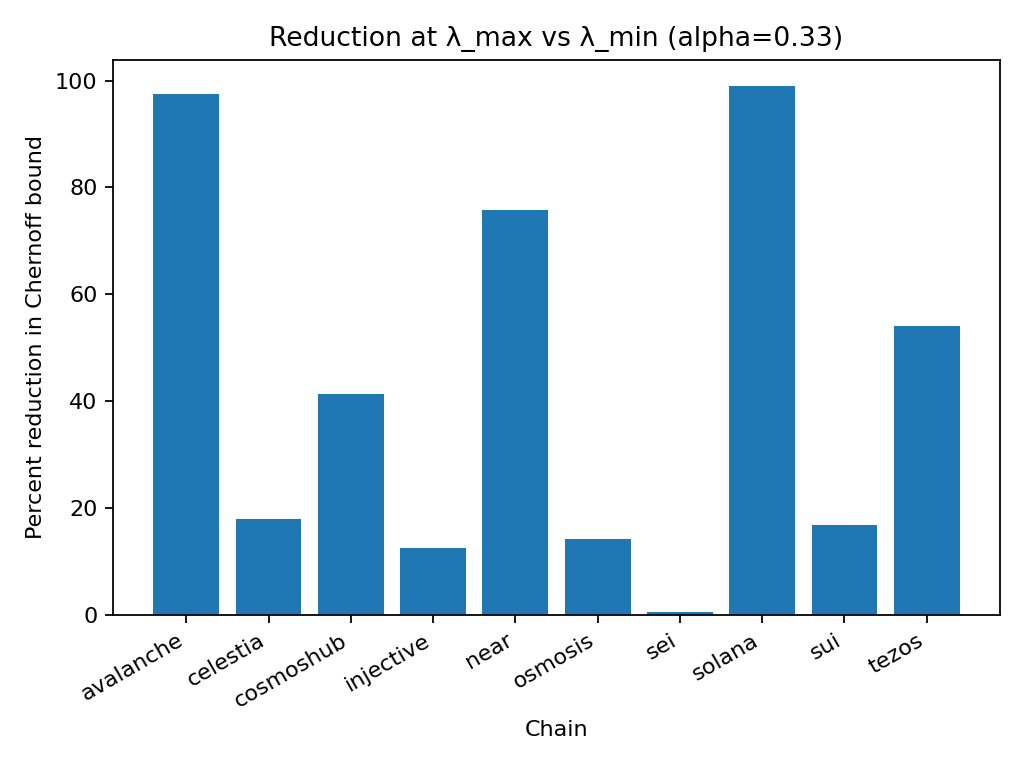 Reduction at λ_max vs λ_min (alpha=0.33)
Percent reduction in Chernoff bound
100
80
60
40
20
0
avalanche
celestia
cosmoshub
injective
near
osmosis
sei
solana
sui
tezos
Chain